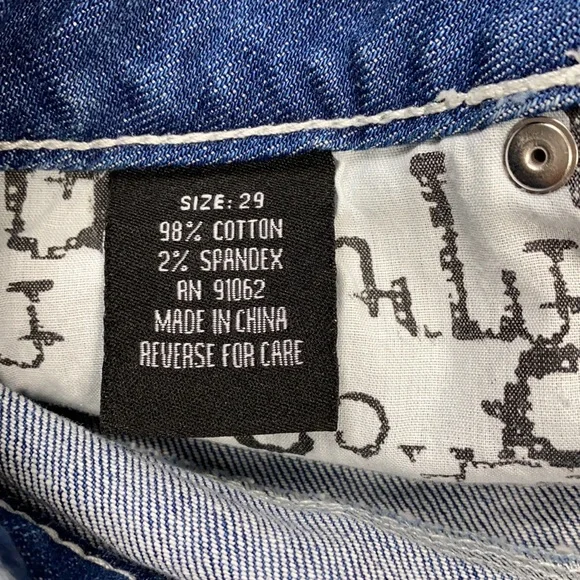 SIZE: 29
98% COTTON
2% SPANDEX
RN 91062
MADE IN CHINA
REVERSE FOR CARE